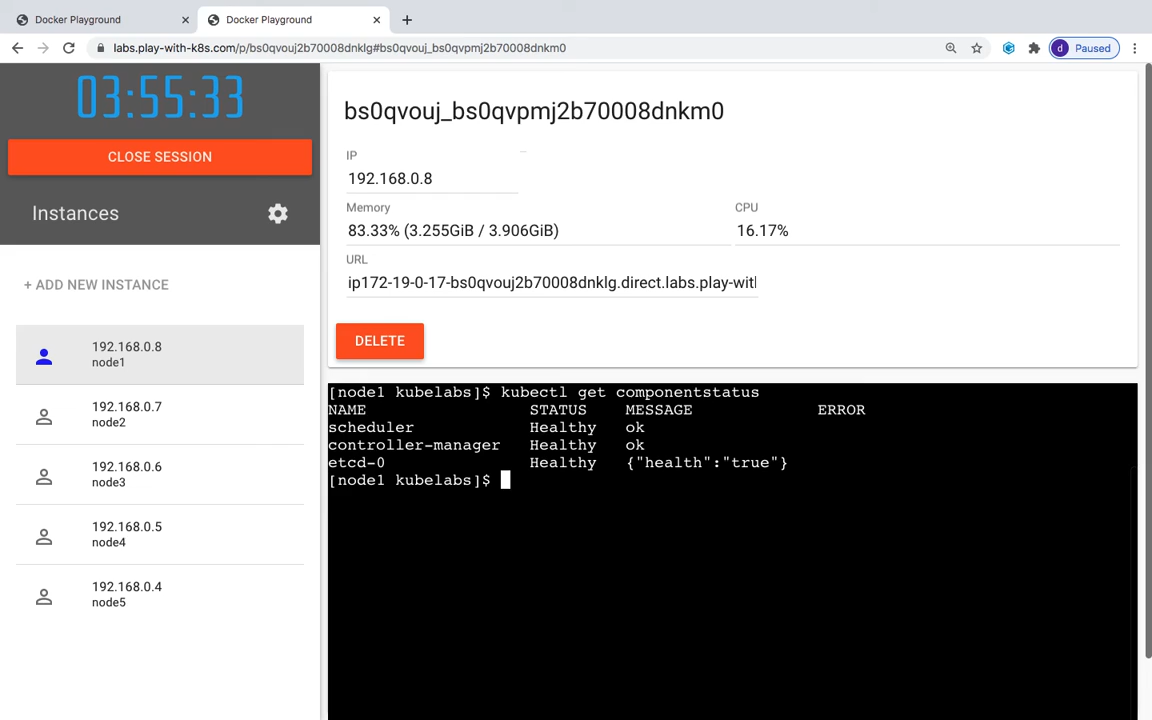 Docker Playground
Docker Playground
labs.play-with-k8s.com/p/bs0qvouj2b70008dnklg#bs0qvouj_bs0qvpmj2b70008dnkm0
d Paused
03:55:33
CLOSE SESSION
Instances
+ ADD NEW INSTANCE
192.168.0.8
node1
192.168.0.7
node2
192.168.0.6
node3
192.168.0.5
node4
192.168.0.4
node5
bs0qvouj_bs0qvpmj2b70008dnkm0
IP
192.168.0.8
Memory
83.33% (3.255GiB / 3.906GiB)
CPU
16.17%
URL
ip172-19-0-17-bs0qvouj2b70008dnklg.direct.labs.play-witl
DELETE
[node1 kubelabs]$ kubectl get componentstatus
NAME STATUS MESSAGE ERROR
scheduler Healthy ok
controller-manager Healthy ok
etcd-0 Healthy {"health":"true"}
[node1 kubelabs]$